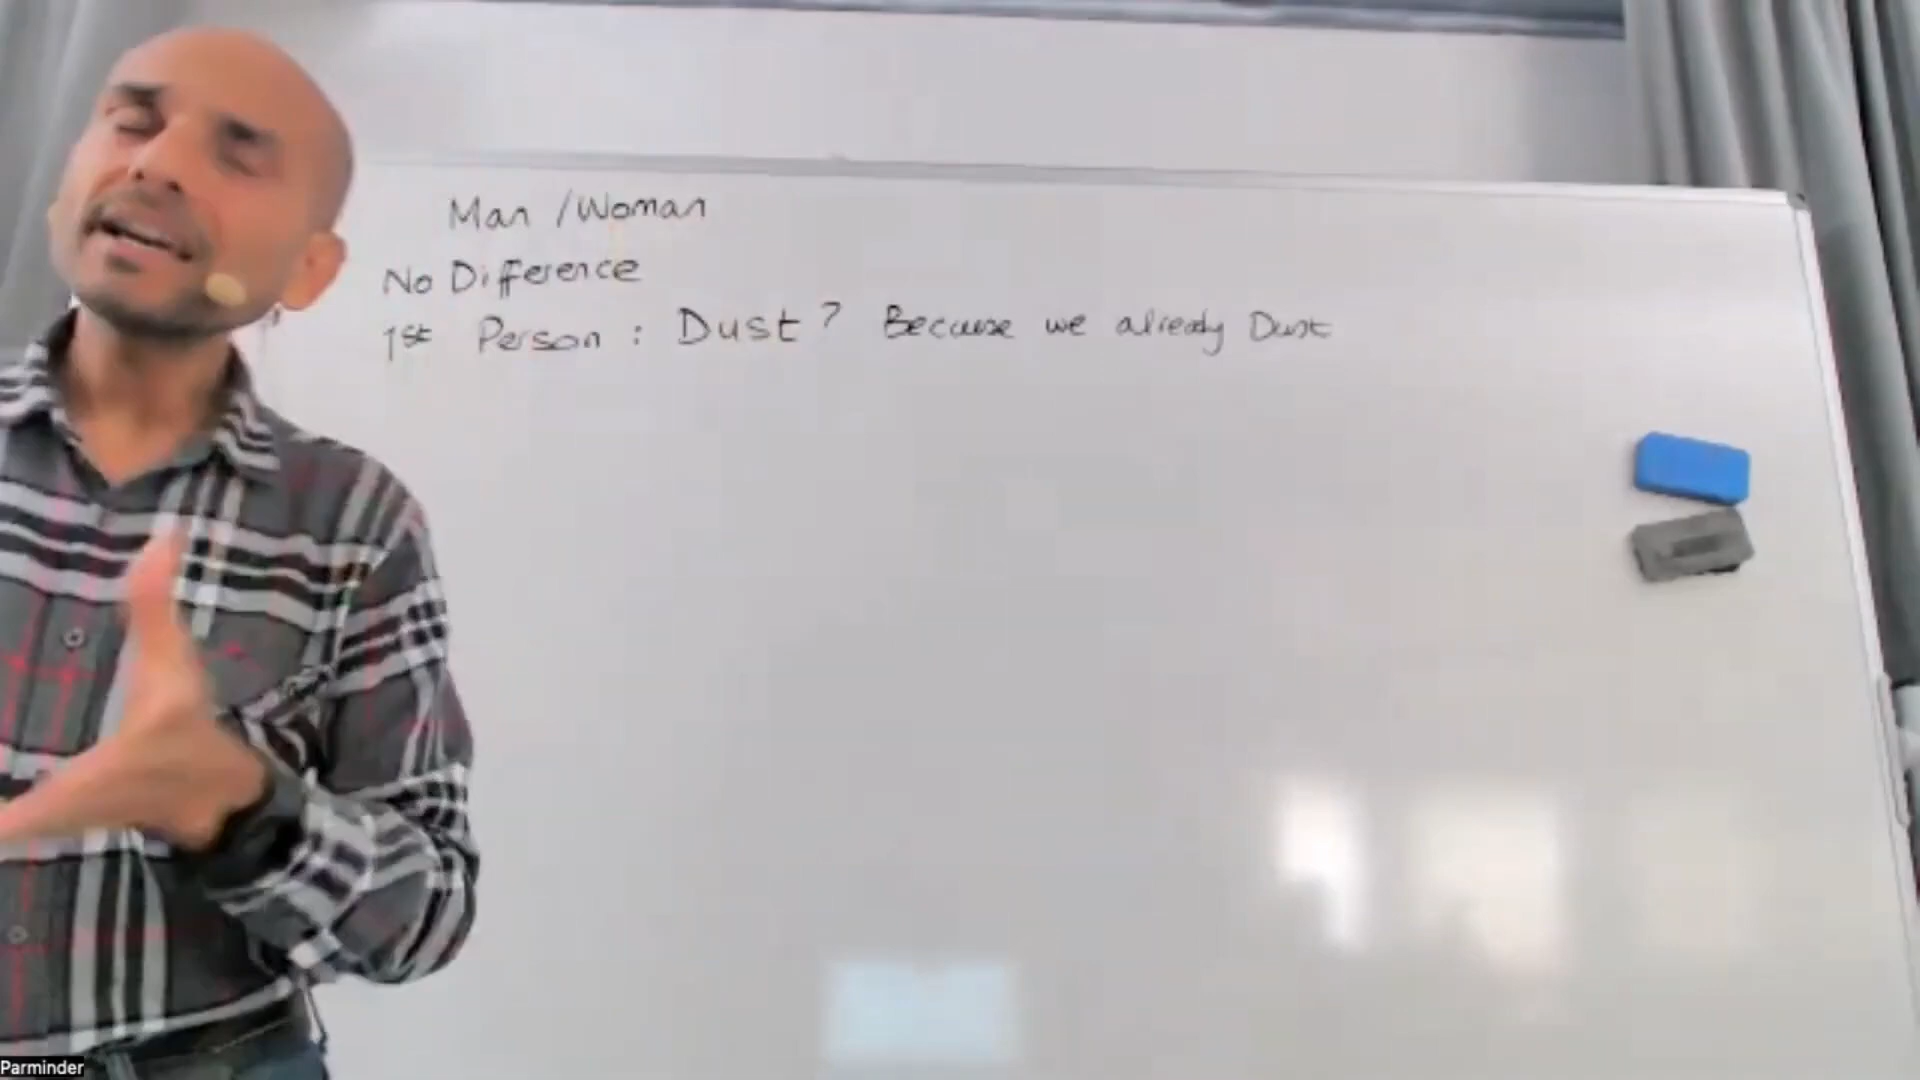 Man / Woman
No Difference
1st Person : Dust ? Because we already Dust
Parminder